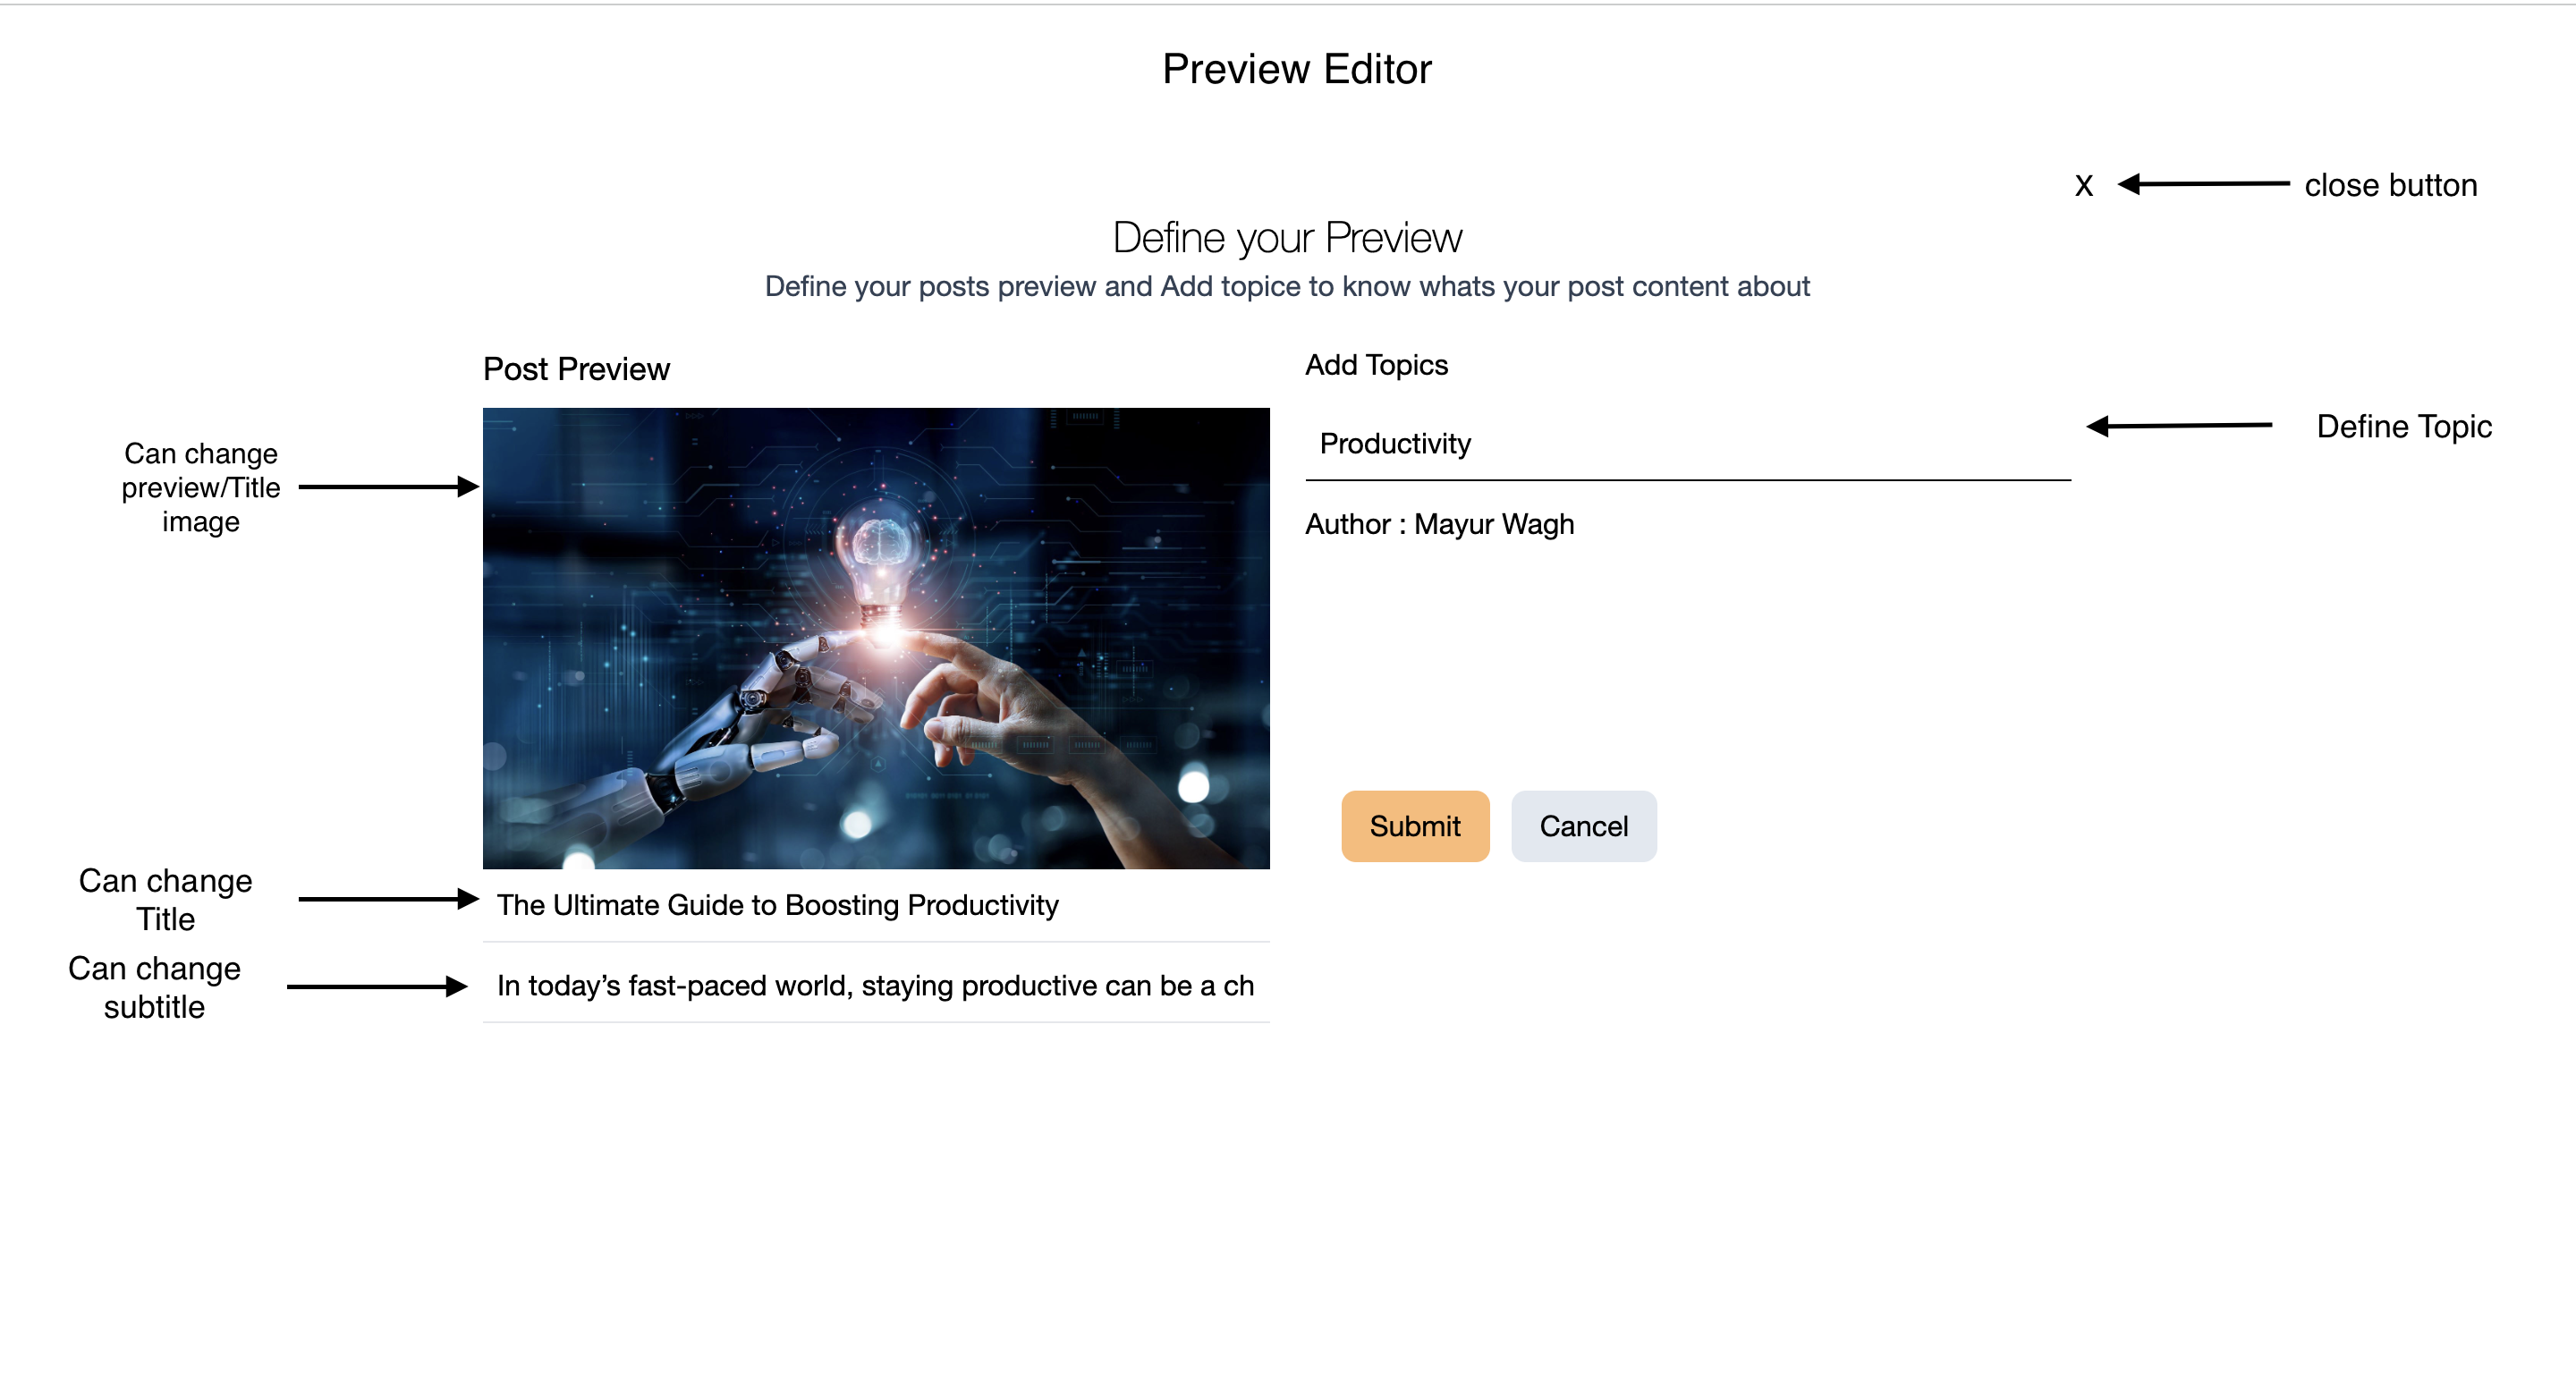 Preview Editor
X
close button
Define your Preview
Define your posts preview and Add topice to know whats your post content about
Post Preview
Add Topics
Can change
preview/Title
image
Productivity
Define Topic
Author : Mayur Wagh
Submit
Cancel
Can change
Title
The Ultimate Guide to Boosting Productivity
Can change
subtitle
In today’s fast-paced world, staying productive can be a ch